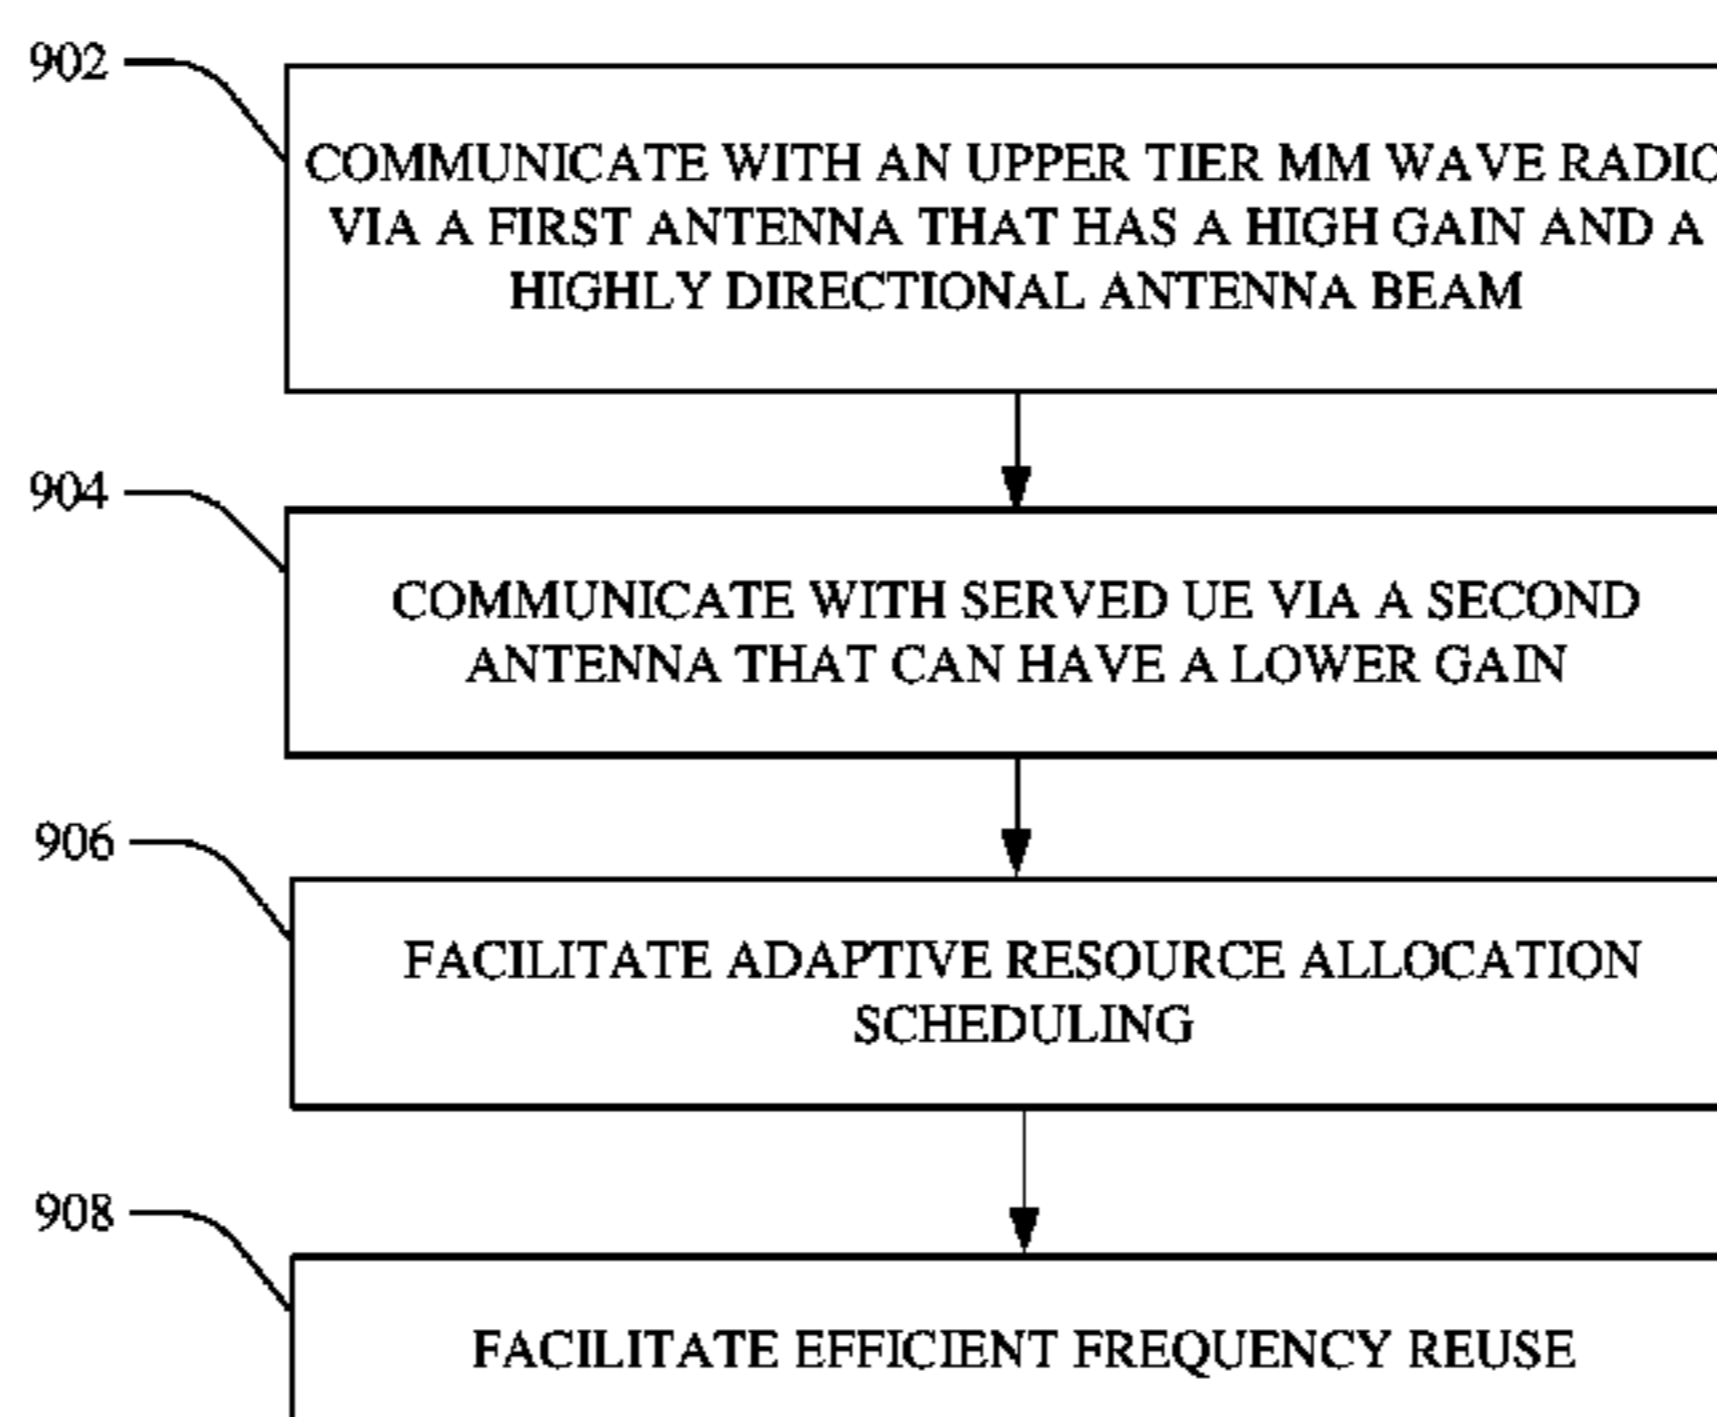 902
COMMUNICATE WITH AN UPPER TIER MM WAVE RADIO
VIA A FIRST ANTENNA THAT HAS A HIGH GAIN AND A
HIGHLY DIRECTIONAL ANTENNA BEAM
904
COMMUNICATE WITH SERVED UE VIA A SECOND
ANTENNA THAT CAN HAVE A LOWER GAIN
906
FACILITATE ADAPTIVE RESOURCE ALLOCATION
SCHEDULING
908
FACILITATE EFFICIENT FREQUENCY REUSE